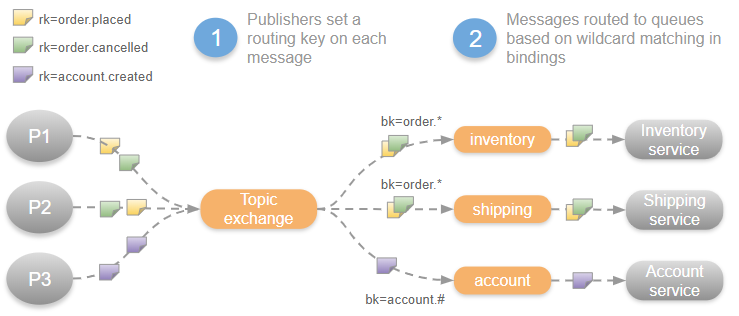 rk=order.placed
rk=order.cancelled
rk=account.created
1
Publishers set a
routing key on each
message
2
Messages routed to queues
based on wildcard matching in
bindings
P1
P2
P3
Topic
exchange
bk=order.*
inventory
Inventory
service
bk=order.*
shipping
Shipping
service
bk=account.#
account
Account
service